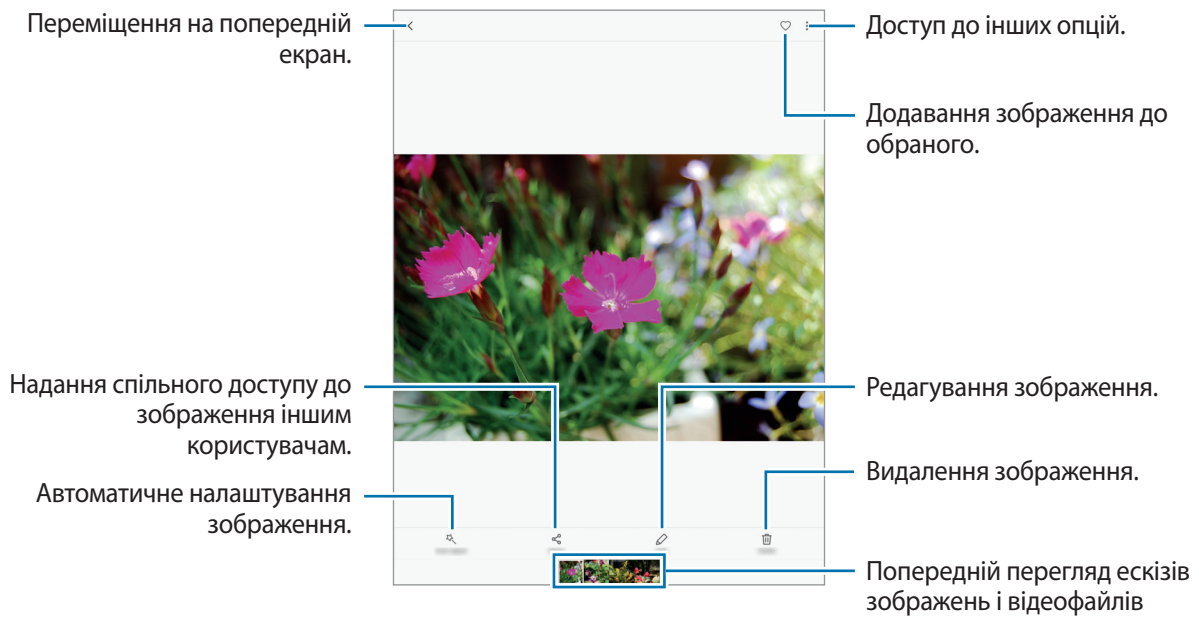 Переміщення на попередній
екран.
Доступ до інших опцій.
Додавання зображення до
обраного.
Надання спільного доступу до
зображення іншим
користувачам.
Редагування зображення.
Автоматичне налаштування
зображення.
Видалення зображення.
Попередній перегляд ескізів
зображень і відеофайлів